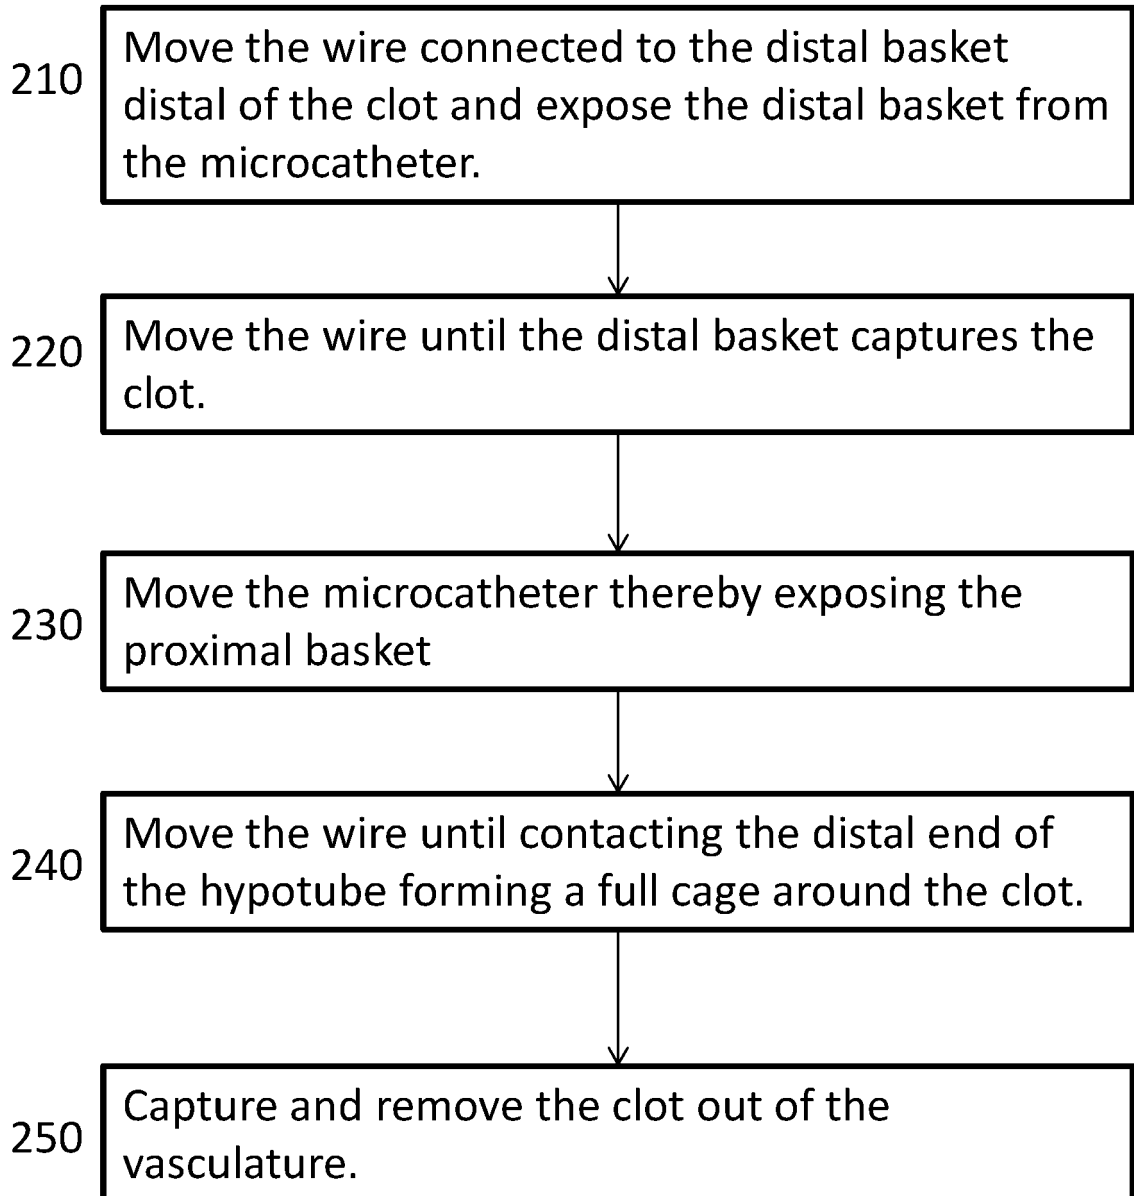 210
Move the wire connected to the distal basket
distal of the clot and expose the distal basket from
the microcatheter.
220
Move the wire until the distal basket captures the
clot.
230
Move the microcatheter thereby exposing the
proximal basket
240
Move the wire until contacting the distal end of
the hypotube forming a full cage around the clot.
250
Capture and remove the clot out of the
vasculature.